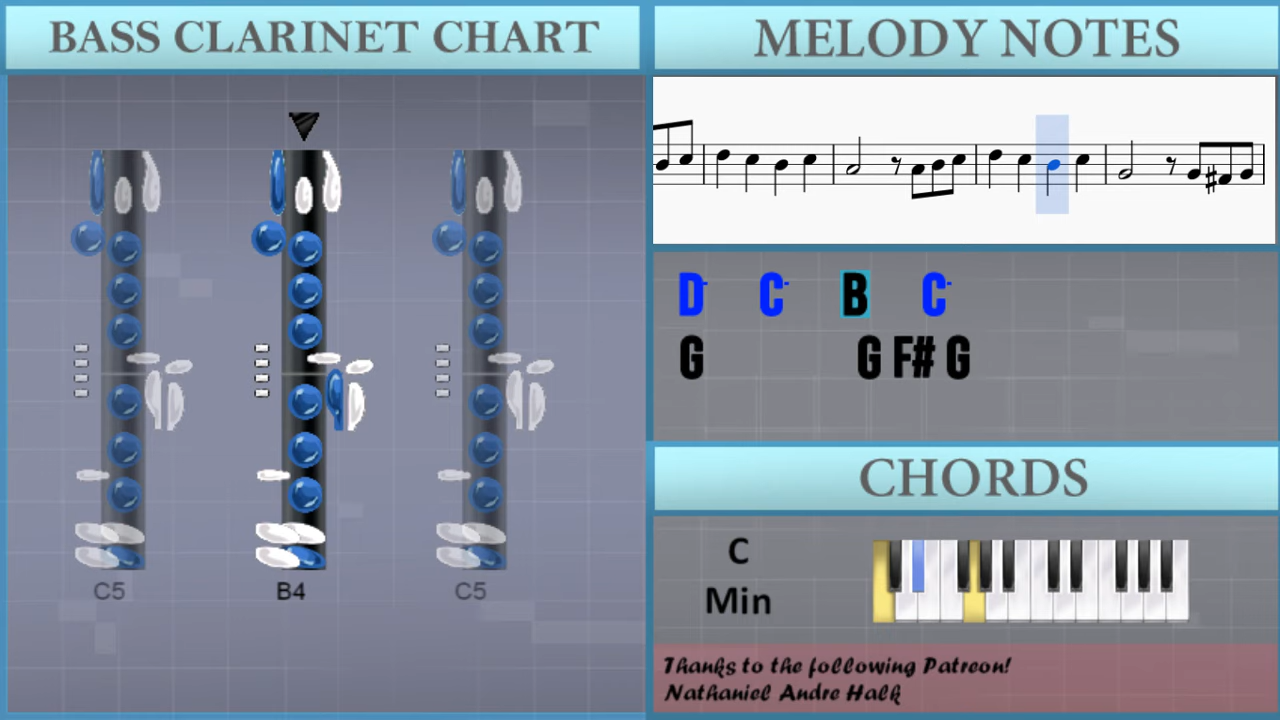 BASS CLARINET CHART
MELODY NOTES
D- C- B C-
G G F# G
C5 B4 C5
CHORDS
C
Min
Thanks to the following Patreon!
Nathaniel Andre Halk